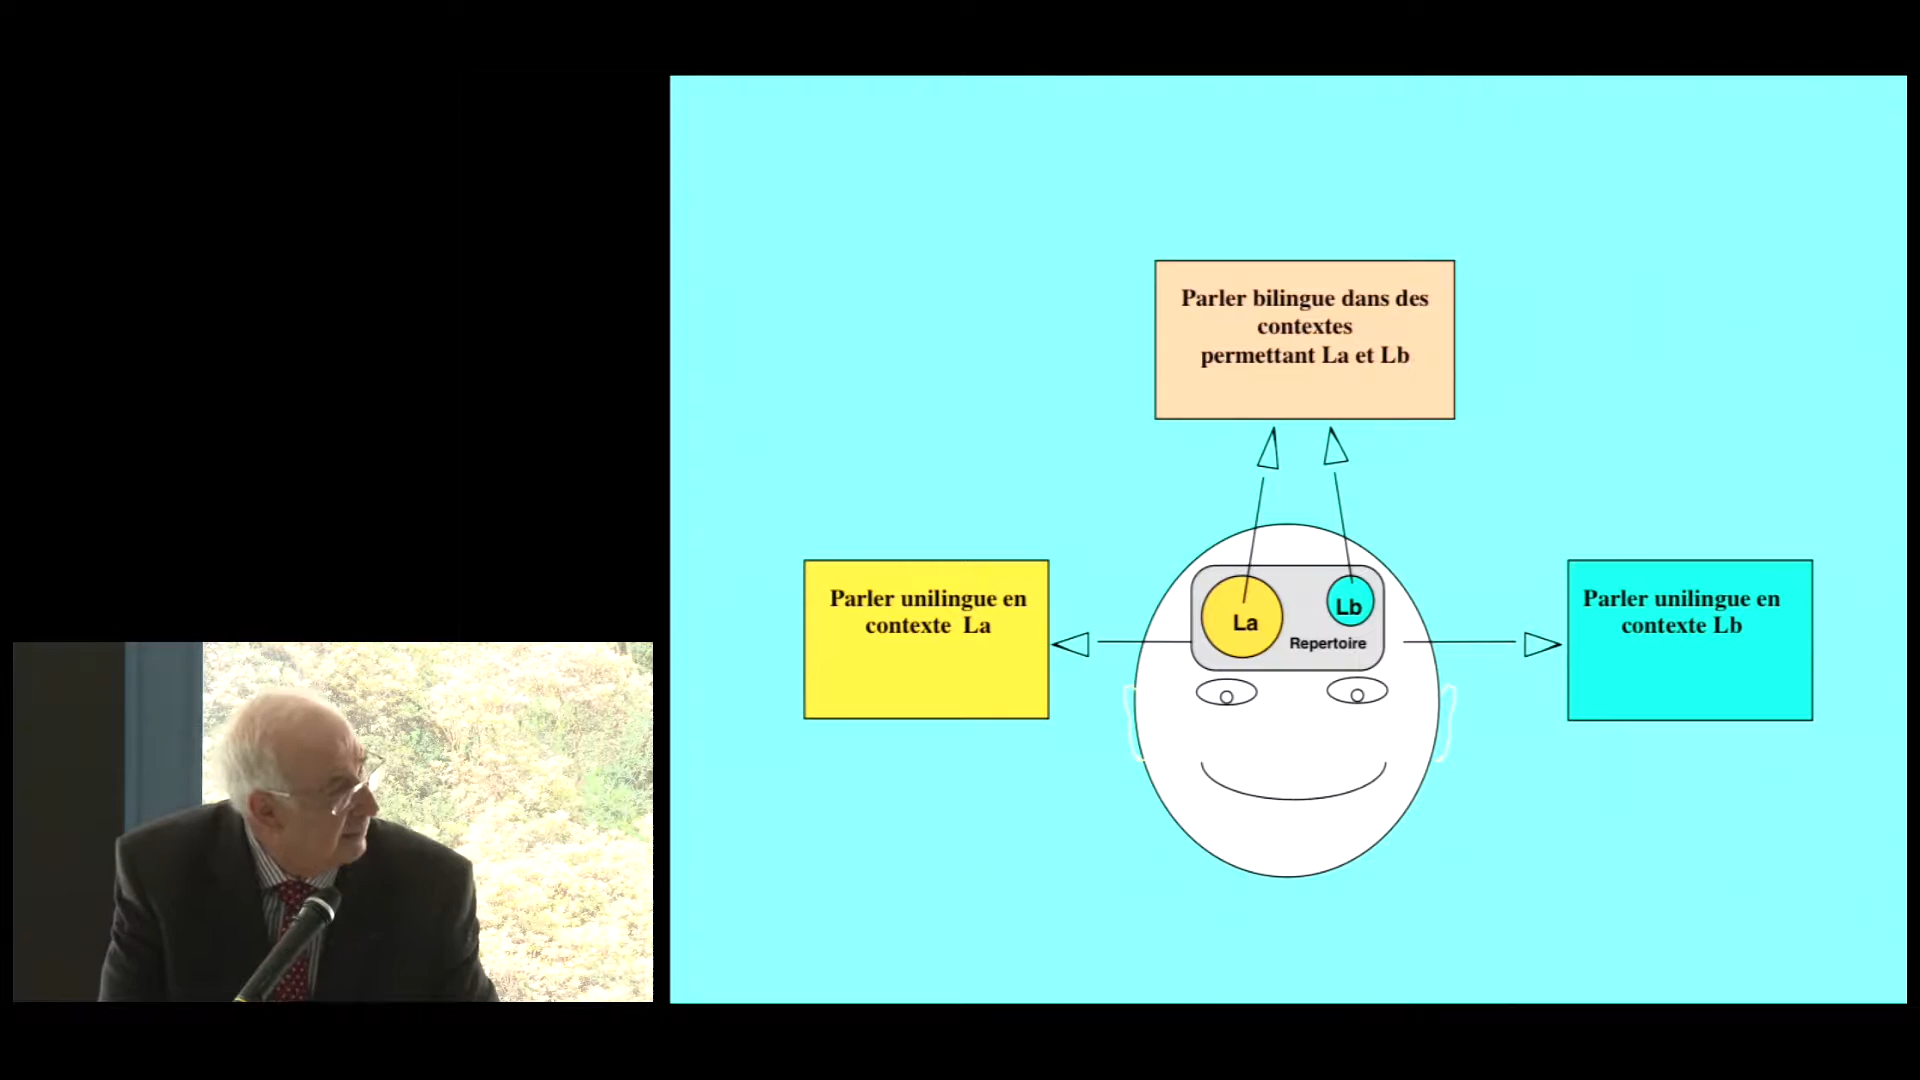 Parler bilingue dans des
contextes
permettant La et Lb
Parler unilingue en
contexte La
La
Lb
Repertoire
Parler unilingue en
contexte Lb